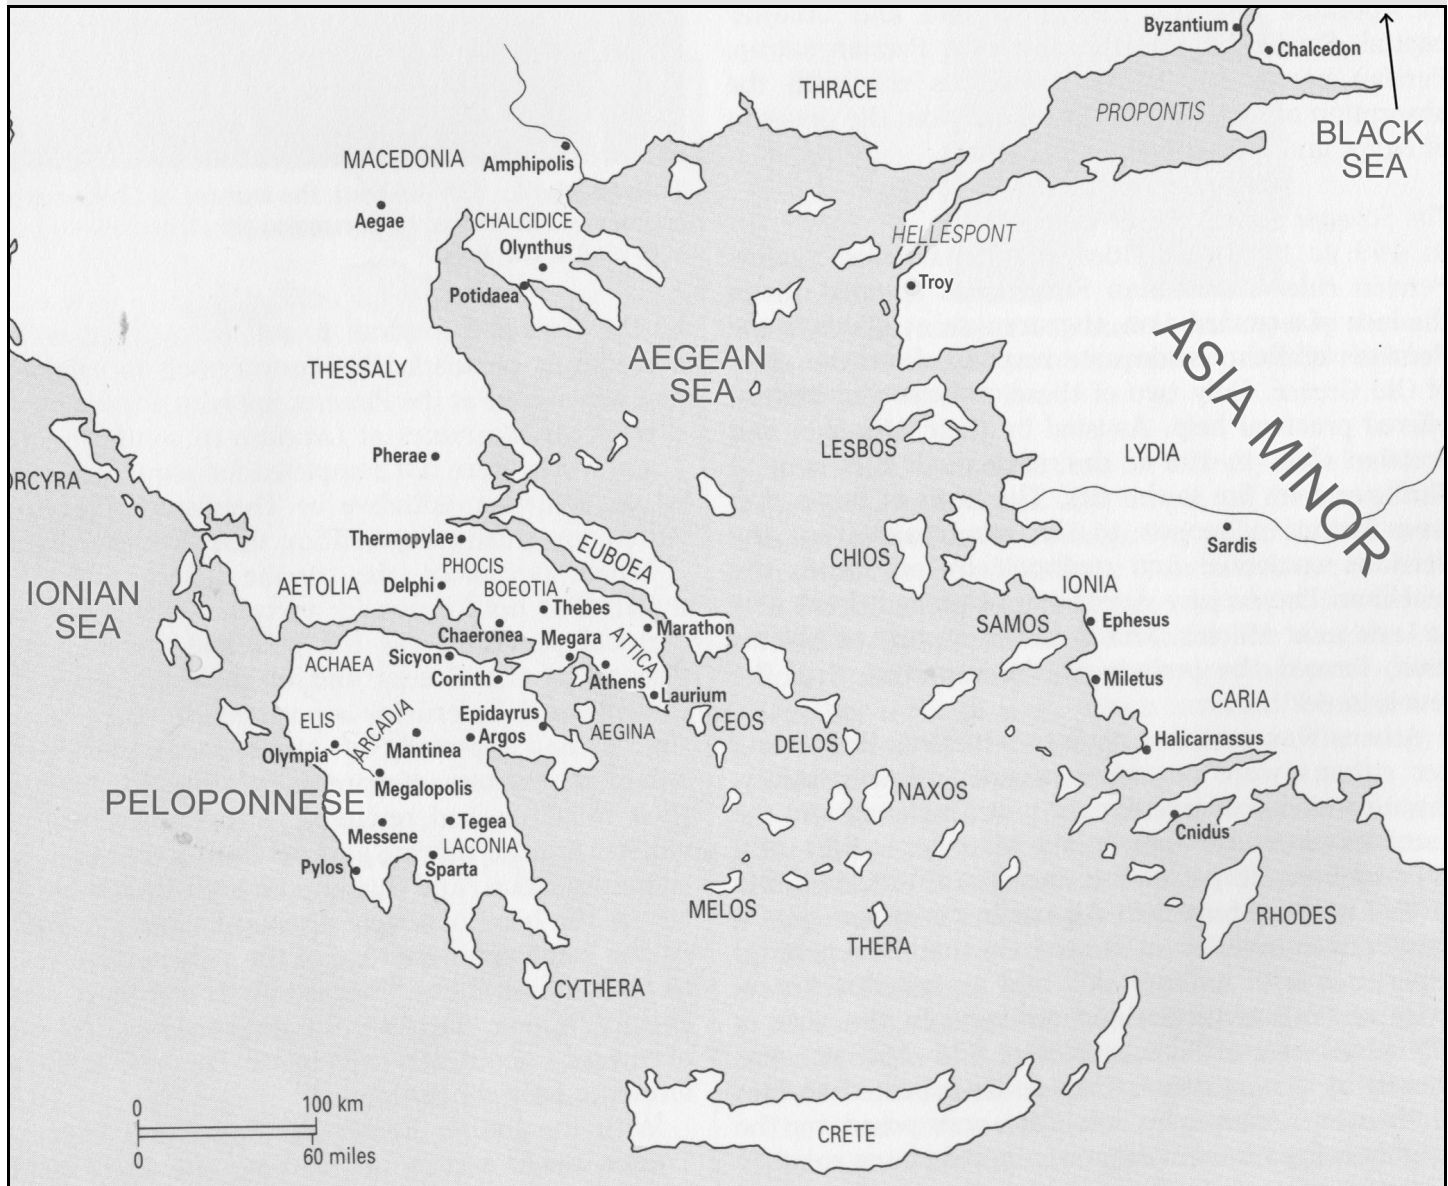 Byzantium
Chalcedon
THRACE
PROPONTIS
BLACK
SEA
MACEDONIA
Amphipolis
Aegae
CHALCIDICE
Olynthus
HELLESPONT
Potidaea
Troy
AEGEAN
SEA
THESSALY
ASIA MINOR
LESBOS
LYDIA
Pherae
ORCYRA
Thermopylae
EUBOEA
CHIOS
Sardis
IONIAN
SEA
AETOLIA
PHOCIS
Delphi
BOEOTIA
IONIA
Thebes
Chaeronea
Megara
ATTICA
Marathon
SAMOS
Ephesus
ACHAEA
Sicyon
Corinth
Athens
Laurium
Miletus
CARIA
ELIS
ARCADIA
Epidayrus
AEGINA
CEOS
DELOS
Halicarnassus
Olympia
Mantinea
Argos
Megalopolis
NAXOS
PELOPONNESE
Messene
Tegea
LACONIA
Cnidus
Pylos
Sparta
MELOS
THERA
RHODES
CYTHERA
0
100 km
0
60 miles
CRETE